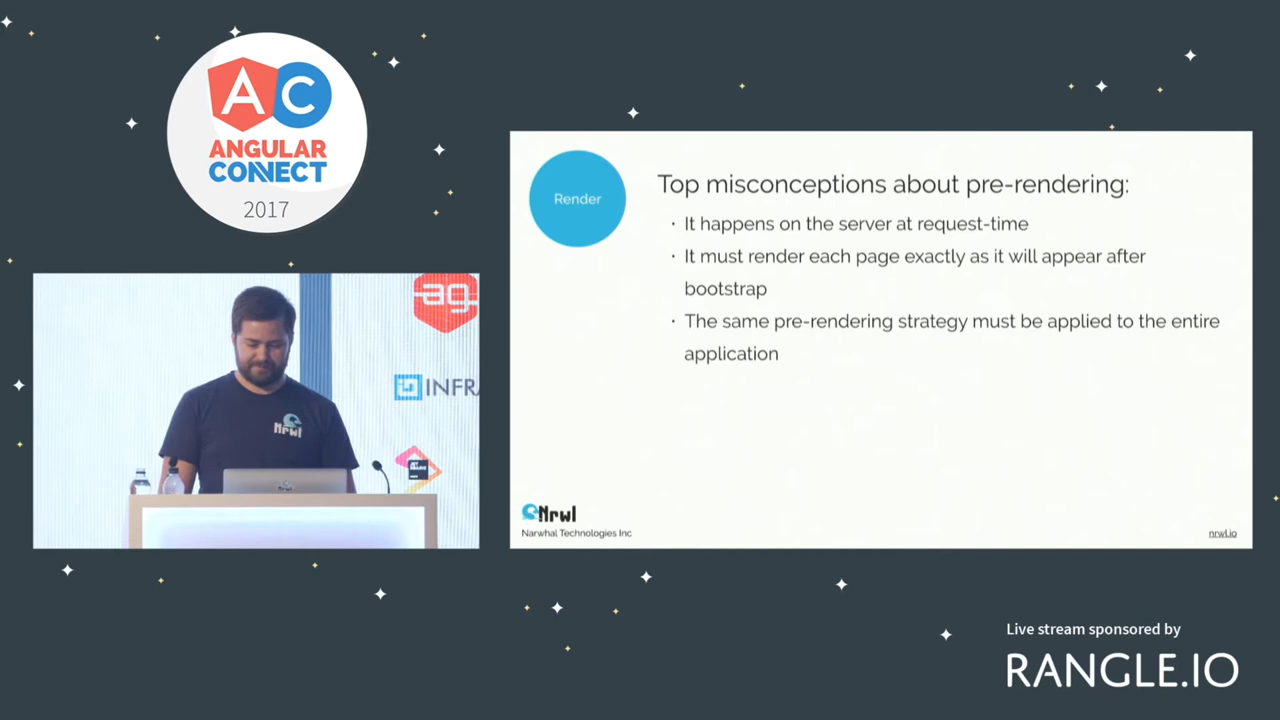 AC
ANGULAR
CONNECT
2017
Render
Top misconceptions about pre-rendering:
· It happens on the server at request-time
· It must render each page exactly as it will appear after
bootstrap
· The same pre-rendering strategy must be applied to the entire
application
Nrwl
Narwhal Technologies Inc
nrwl.io
ag
INFRA
Nrwl
Live stream sponsored by
RANGLE.IO